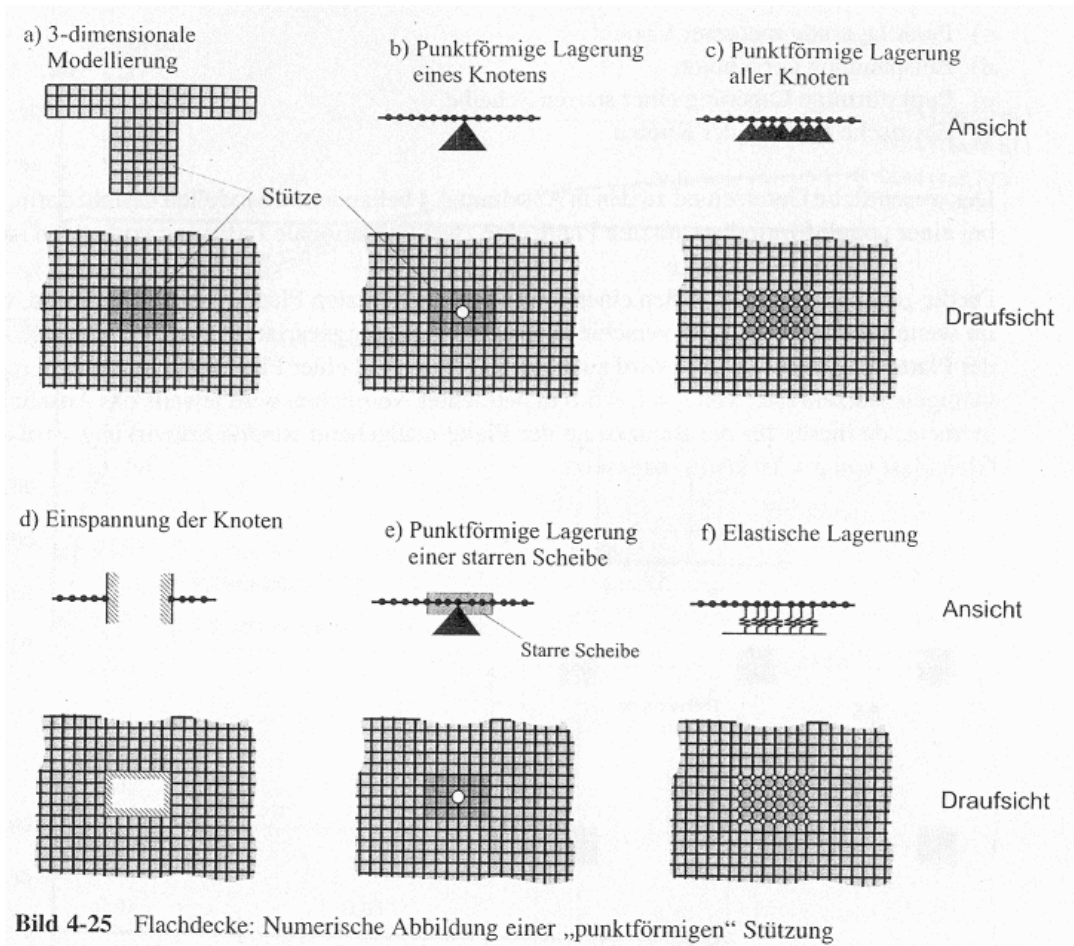 a) 3-dimensionale
Modellierung
b) Punktförmige Lagerung
eines Knotens
c) Punktförmige Lagerung
aller Knoten
Ansicht
Stütze
Draufsicht
d) Einspannung der Knoten
e) Punktförmige Lagerung
einer starren Scheibe
f) Elastische Lagerung
Ansicht
Starre Scheibe
Draufsicht
Bild 4-25 Flachdecke: Numerische Abbildung einer „punktförmigen“ Stützung